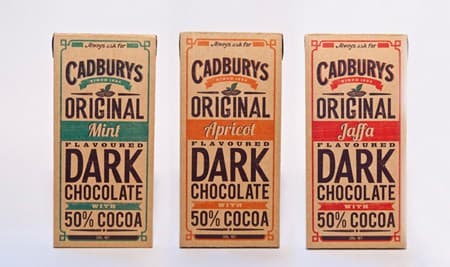 Always ask for
CADBURYS
ORIGINAL
Mint
FLAVOURED
DARK
CHOCOLATE
WITH
50% COCOA
Always ask for
CADBURYS
ORIGINAL
Apricot
FLAVOURED
DARK
CHOCOLATE
WITH
50% COCOA
Always ask for
CADBURYS
ORIGINAL
Jaffa
FLAVOURED
DARK
CHOCOLATE
WITH
50% COCOA